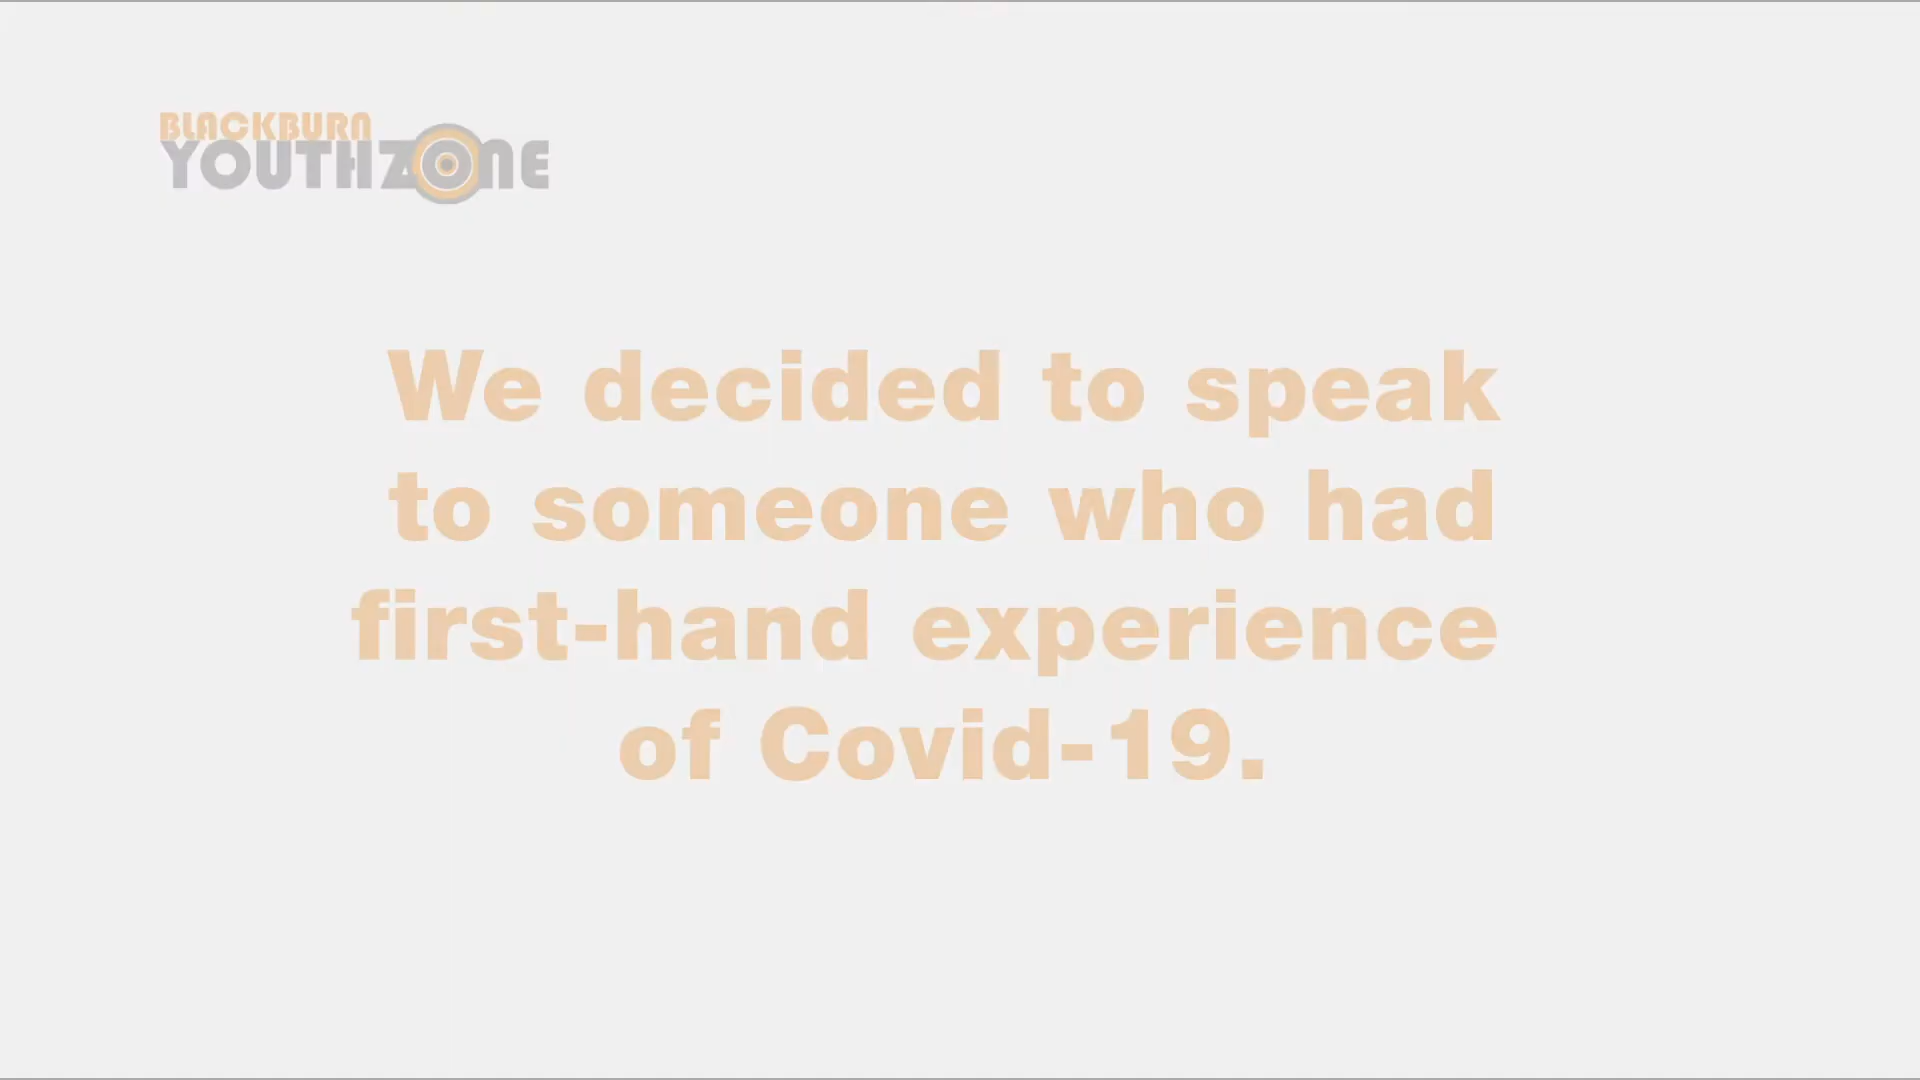 BLACKBURN
YOUTHZONE
We decided to speak
to someone who had
first-hand experience
of Covid-19.